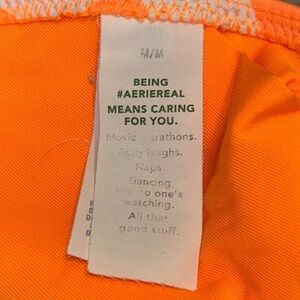 M/M
BEING
#AERIEREAL
MEANS CARING
FOR YOU.
Movie marathons.
Belly laughs.
Naps.
Dancing
like no one's
watching.
All that
good stuff.